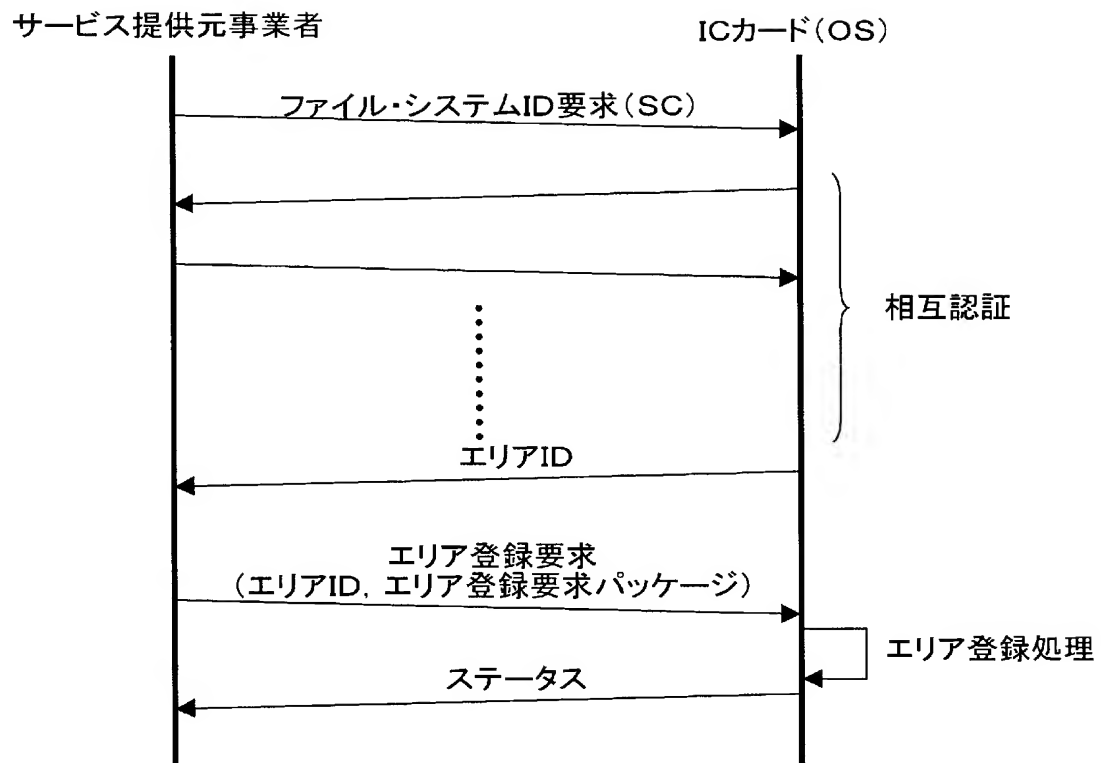 サービス提供元事業者
ICカード(OS)
ファイル・システムID要求(SC)
相互認証
エリアID
エリア登録要求
(エリアID, エリア登録要求パッケージ)
エリア登録処理
ステータス